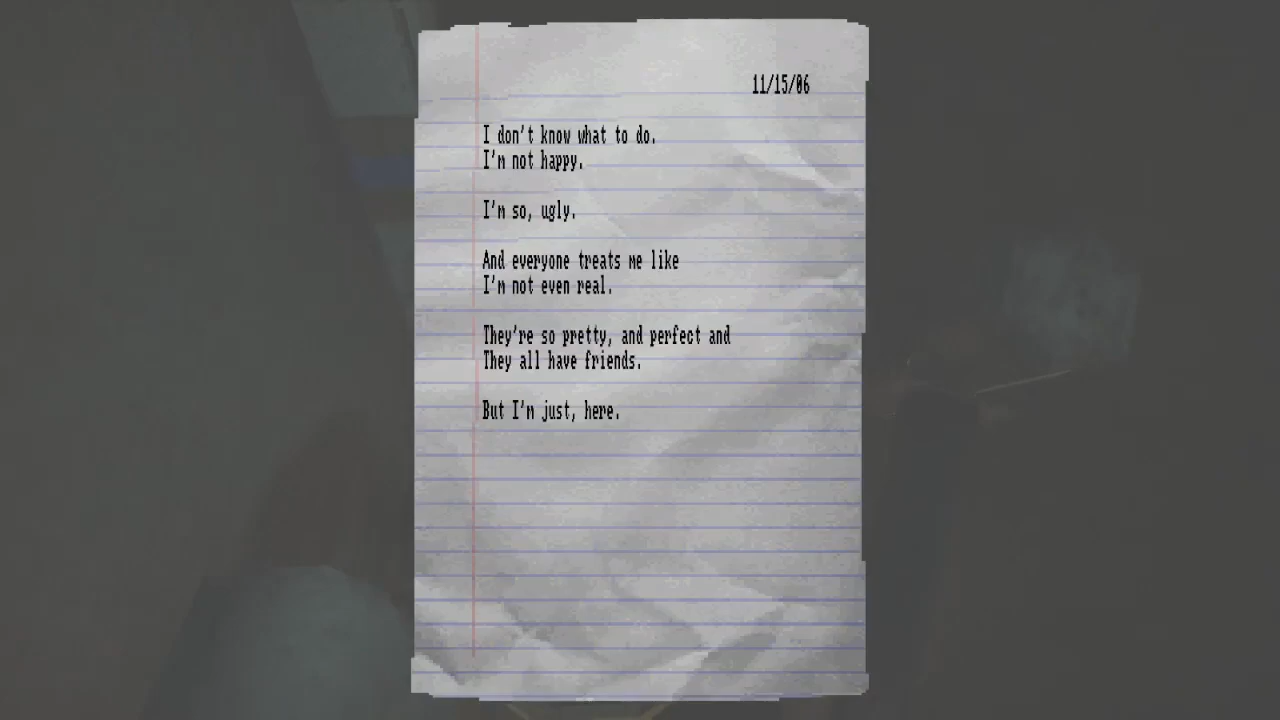 11/15/06
I don't know what to do.
I'm not happy.
I'm so, ugly.
And everyone treats me like
I'm not even real.
They're so pretty, and perfect and
They all have friends.
But I'm just, here.